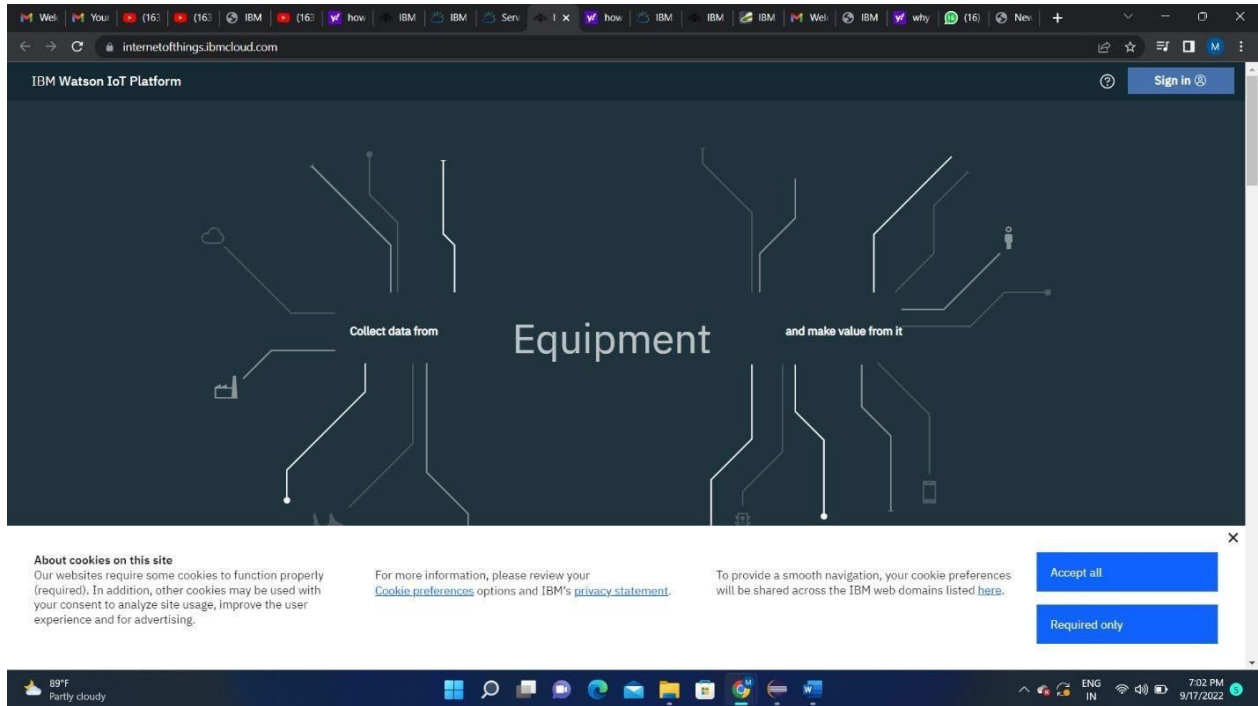 Wel
You
(163
(163
IBM
(163
how
IBM
IBM
Serv
I
how
IBM
IBM
IBM
Wel
IBM
why
(16)
New
internetofthings.ibmcloud.com
M
IBM Watson IoT Platform
Sign in
Collect data from
Equipment
and make value from it
About cookies on this site
Our websites require some cookies to function properly
(required). In addition, other cookies may be used with
your consent to analyze site usage, improve the user
experience and for advertising.
For more information, please review your
Cookie preferences options and IBM's privacy statement.
To provide a smooth navigation, your cookie preferences
will be shared across the IBM web domains listed here.
Accept all
Required only
89°F
Partly cloudy
ENG
IN
7:02 PM
9/17/2022
5